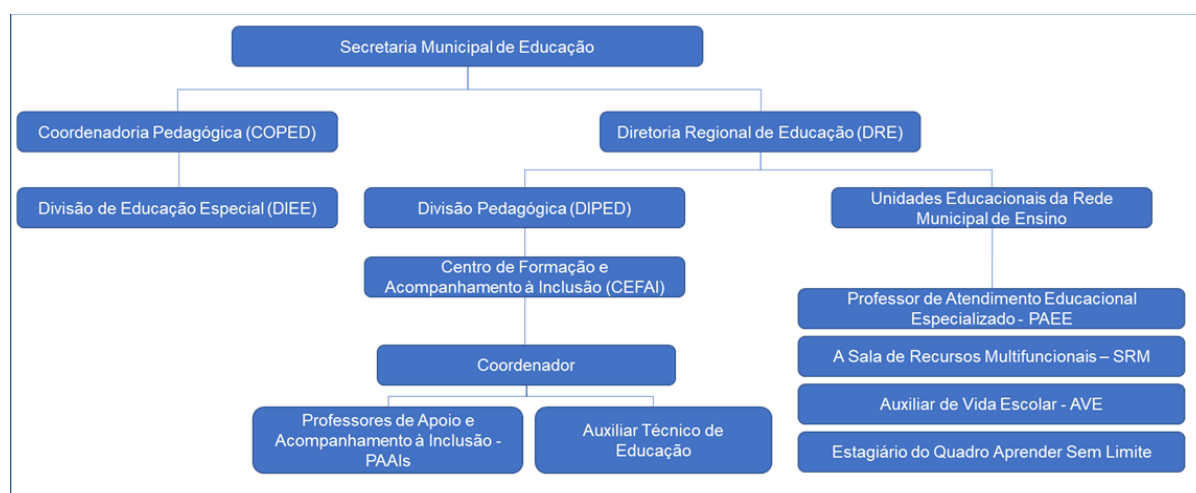 Secretaria Municipal de Educação
Coordenadoria Pedagógica (COPED)
Diretoria Regional de Educação (DRE)
Divisão de Educação Especial (DIEE)
Divisão Pedagógica (DIPED)
Unidades Educacionais da Rede
Municipal de Ensino
Centro de Formação e
Acompanhamento à Inclusão (CEFAI)
Professor de Atendimento Educacional
Especializado - PAEE
A Sala de Recursos Multifuncionais – SRM
Coordenador
Auxiliar de Vida Escolar - AVE
Professores de Apoio e
Acompanhamento à Inclusão -
PAAIs
Auxiliar Técnico de
Educação
Estagiário do Quadro Aprender Sem Limite